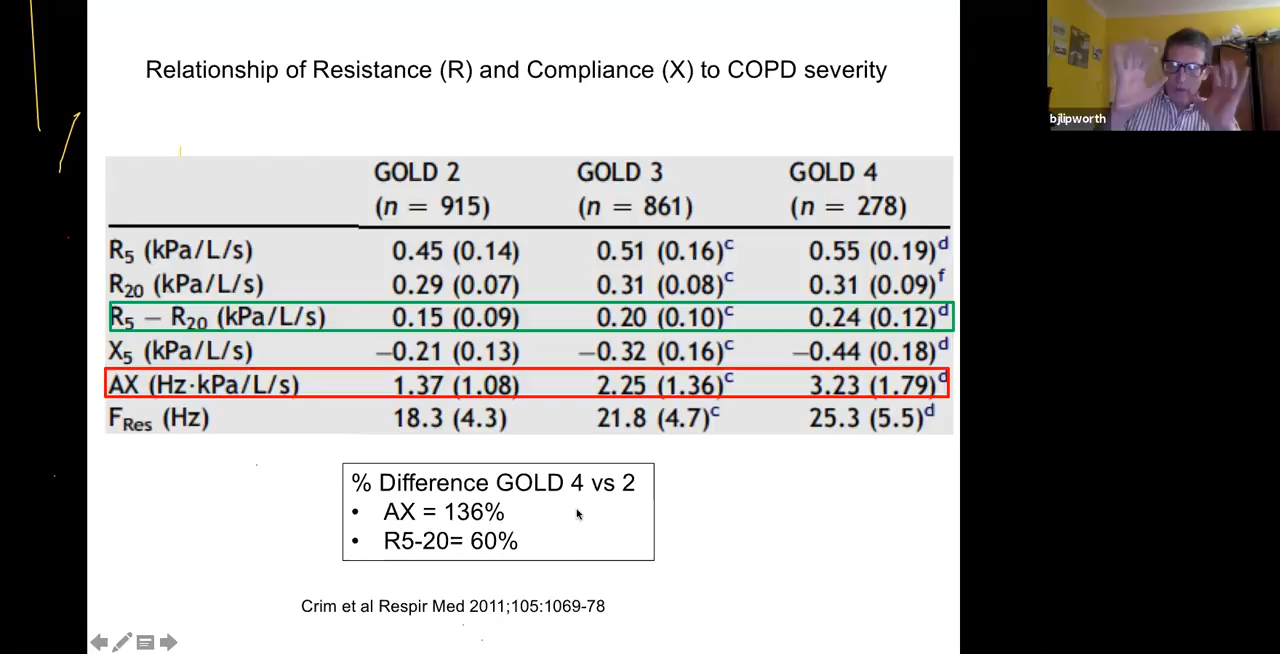 Relationship of Resistance (R) and Compliance (X) to COPD severity
bjlipworth
GOLD 2 GOLD 3 GOLD 4
(n = 915) (n = 861) (n = 278)
R5 (kPa/L/s) 0.45 (0.14) 0.51 (0.16)c 0.55 (0.19)d
R20 (kPa/L/s) 0.29 (0.07) 0.31 (0.08)c 0.31 (0.09)f
R5 − R20 (kPa/L/s) 0.15 (0.09) 0.20 (0.10)c 0.24 (0.12)d
X5 (kPa/L/s) −0.21 (0.13) −0.32 (0.16)c −0.44 (0.18)d
AX (Hz·kPa/L/s) 1.37 (1.08) 2.25 (1.36)c 3.23 (1.79)d
FRes (Hz) 18.3 (4.3) 21.8 (4.7)c 25.3 (5.5)d
% Difference GOLD 4 vs 2
• AX = 136%
• R5-20= 60%
Crim et al Respir Med 2011;105:1069-78